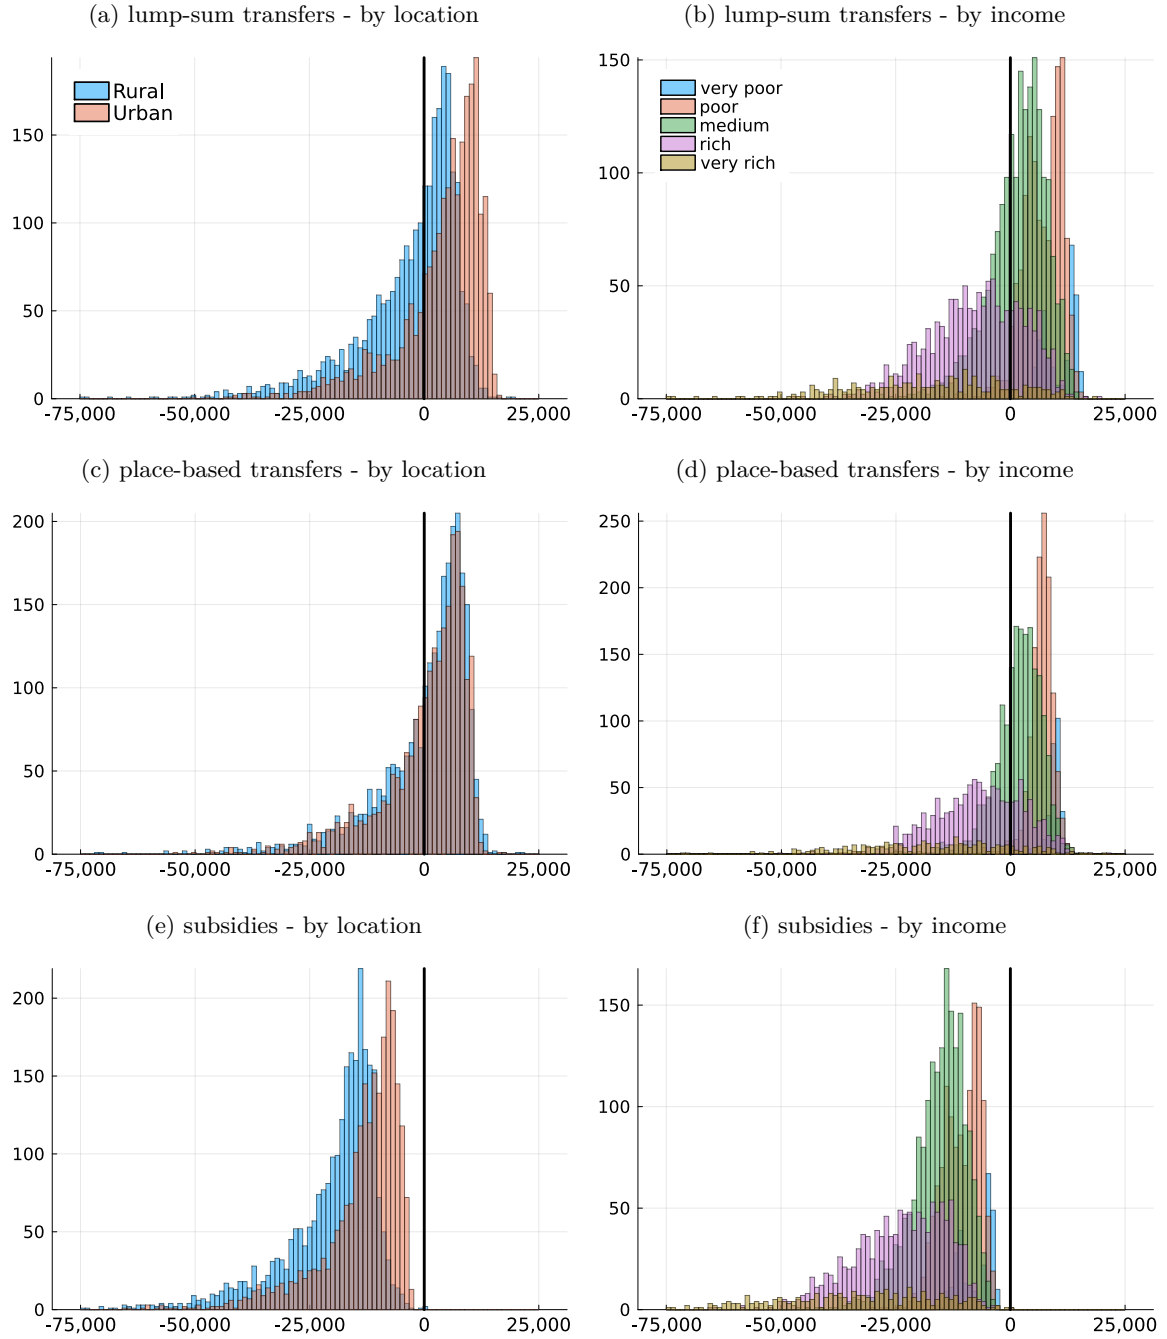 (a) lump-sum transfers - by location
Rural
Urban
150
100
50
0
-75,000 -50,000 -25,000 0 25,000
(b) lump-sum transfers - by income
very poor
poor
medium
rich
very rich
150
100
50
0
-75,000 -50,000 -25,000 0 25,000
(c) place-based transfers - by location
200
150
100
50
0
-75,000 -50,000 -25,000 0 25,000
(d) place-based transfers - by income
250
200
150
100
50
0
-75,000 -50,000 -25,000 0 25,000
(e) subsidies - by location
200
150
100
50
0
-75,000 -50,000 -25,000 0 25,000
(f) subsidies - by income
150
100
50
0
-75,000 -50,000 -25,000 0 25,000